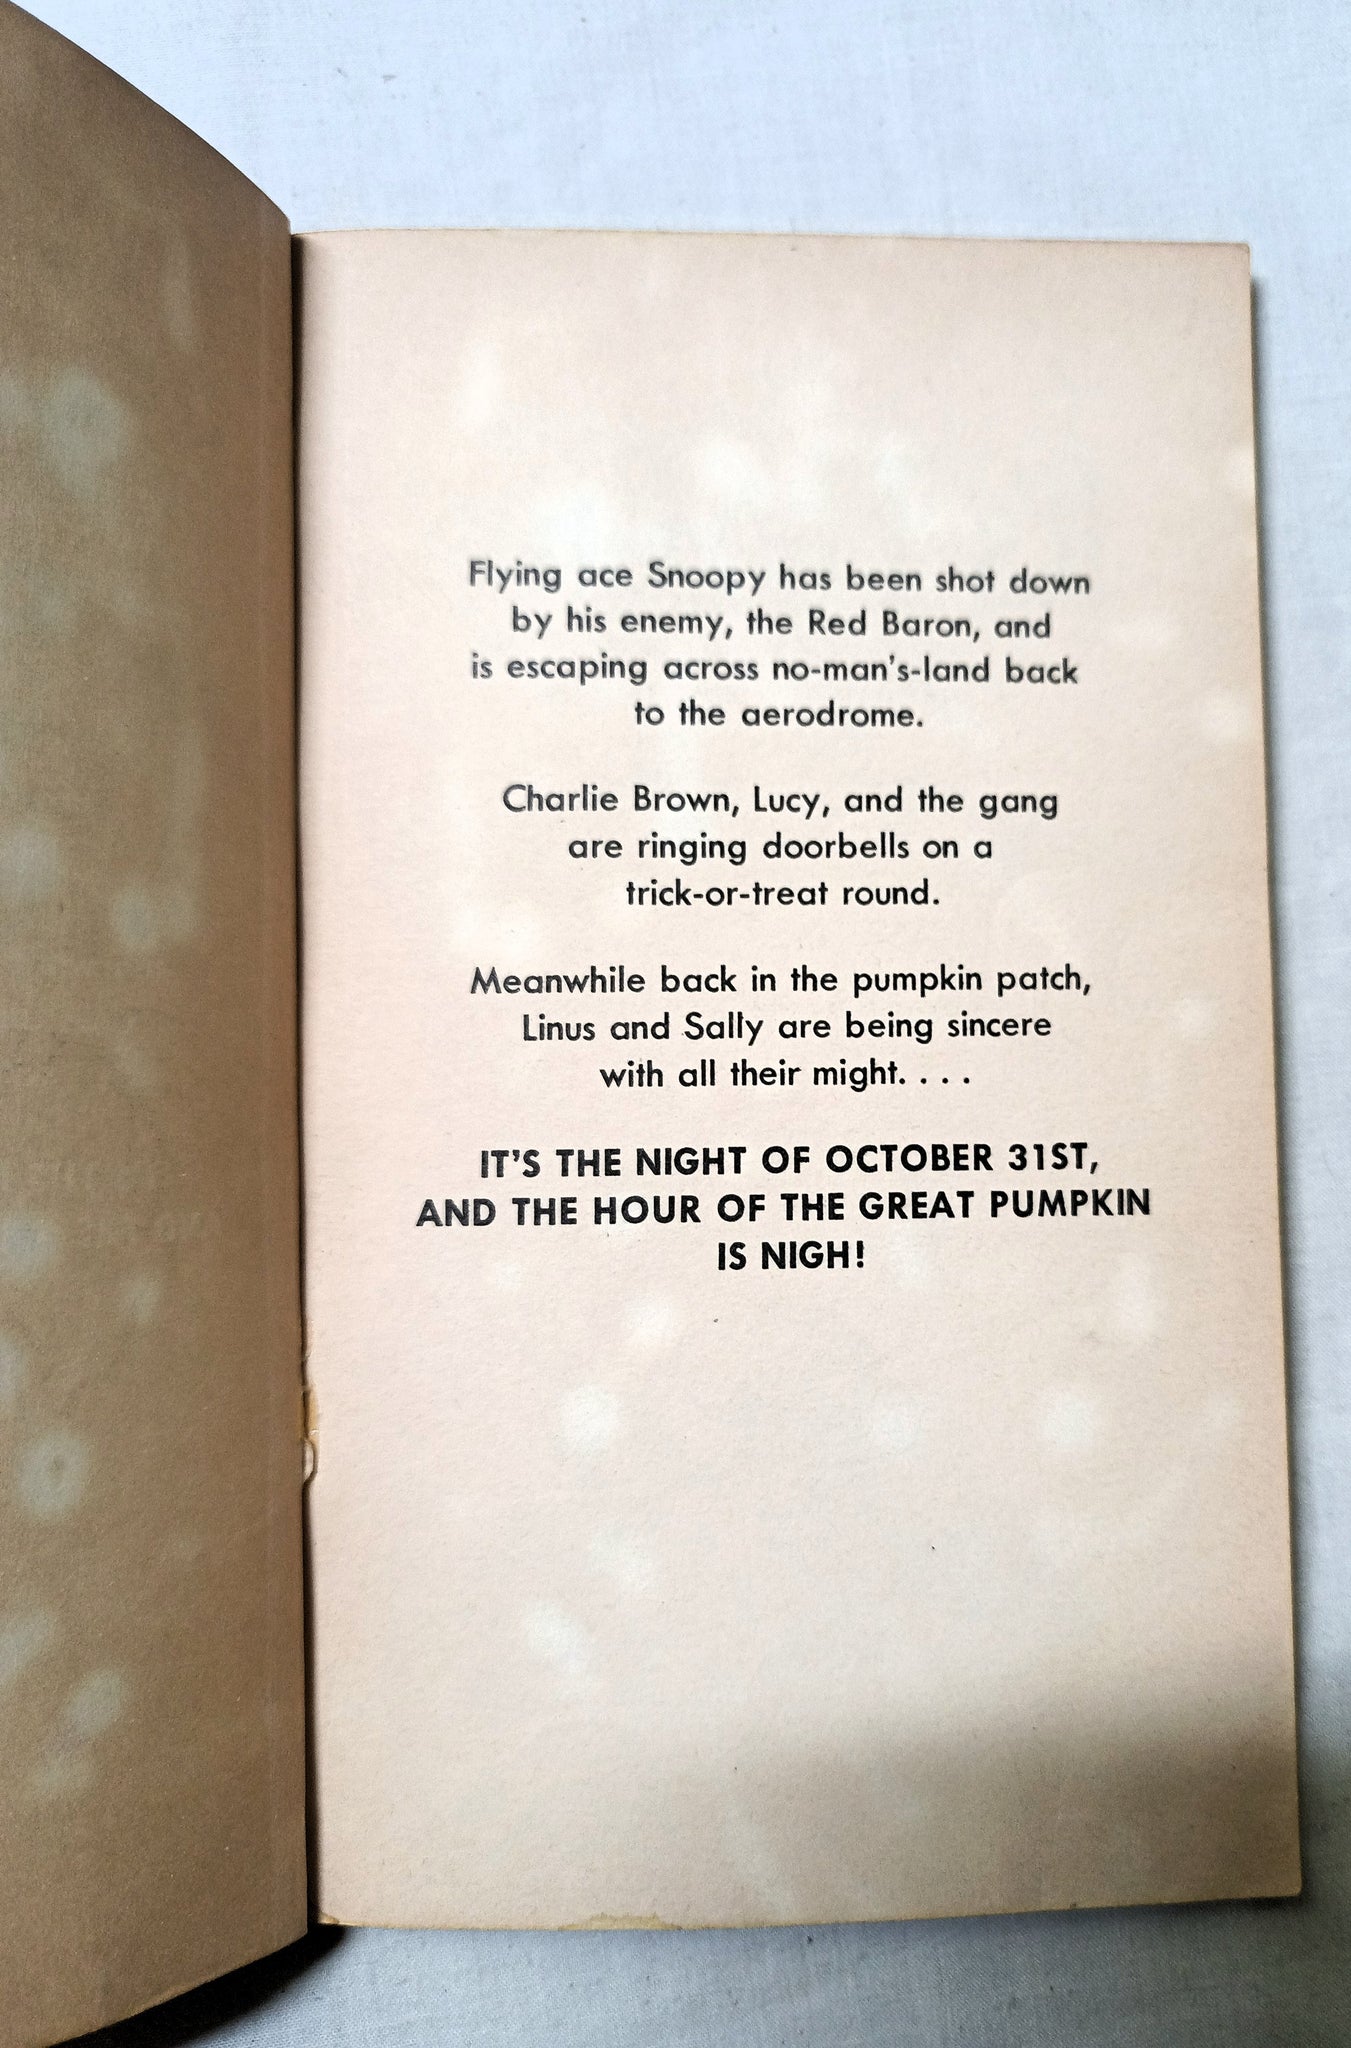 Flying ace Snoopy has been shot down
by his enemy, the Red Baron, and
is escaping across no-man's-land back
to the aerodrome.
Charlie Brown, Lucy, and the gang
are ringing doorbells on a
trick-or-treat round.
Meanwhile back in the pumpkin patch,
Linus and Sally are being sincere
with all their might. . . .
IT'S THE NIGHT OF OCTOBER 31ST,
AND THE HOUR OF THE GREAT PUMPKIN
IS NIGH!